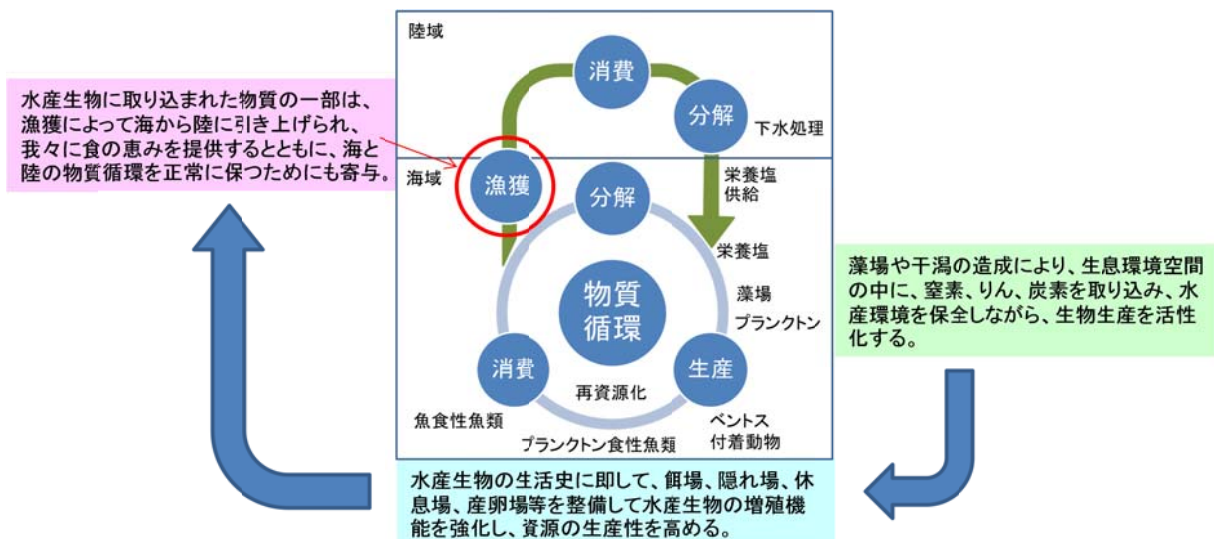 陸域
消費
分解
下水処理
水産生物に取り込まれた物質の一部は、
漁獲によって海から陸に引き上げられ、
我々に食の恵みを提供するとともに、海と
陸の物質循環を正常に保つためにも寄与。
海域
漁獲
分解
栄養塩
供給
栄養塩
物質
循環
藻場
プランクトン
消費
生産
再資源化
魚食性魚類
プランクトン食性魚類
ベントス
付着動物
藻場や干潟の造成により、生息環境空間
の中に、窒素、りん、炭素を取り込み、水
産環境を保全しながら、生物生産を活性
化する。
水産生物の生活史に即して、餌場、隠れ場、休
息場、産卵場等を整備して水産生物の増殖機
能を強化し、資源の生産性を高める。